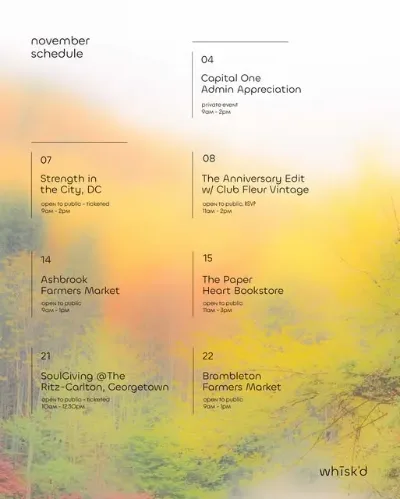 november
schedule
04
Capital One
Admin Appreciation
private event
9am - 2pm
07
Strength in
the City, DC
open to public - ticketed
9am - 2pm
08
The Anniversary Edit
w/ Club Fleur Vintage
open to public, RSVP
11am - 2pm
14
Ashbrook
Farmers Market
open to public
9am - 1pm
15
The Paper
Heart Bookstore
open to public
11am - 3pm
21
SoulGiving @The
Ritz-Carlton, Georgetown
open to public - ticketed
10am - 12:30pm
22
Brambleton
Farmers Market
open to public
9am - 1pm
whisk'd